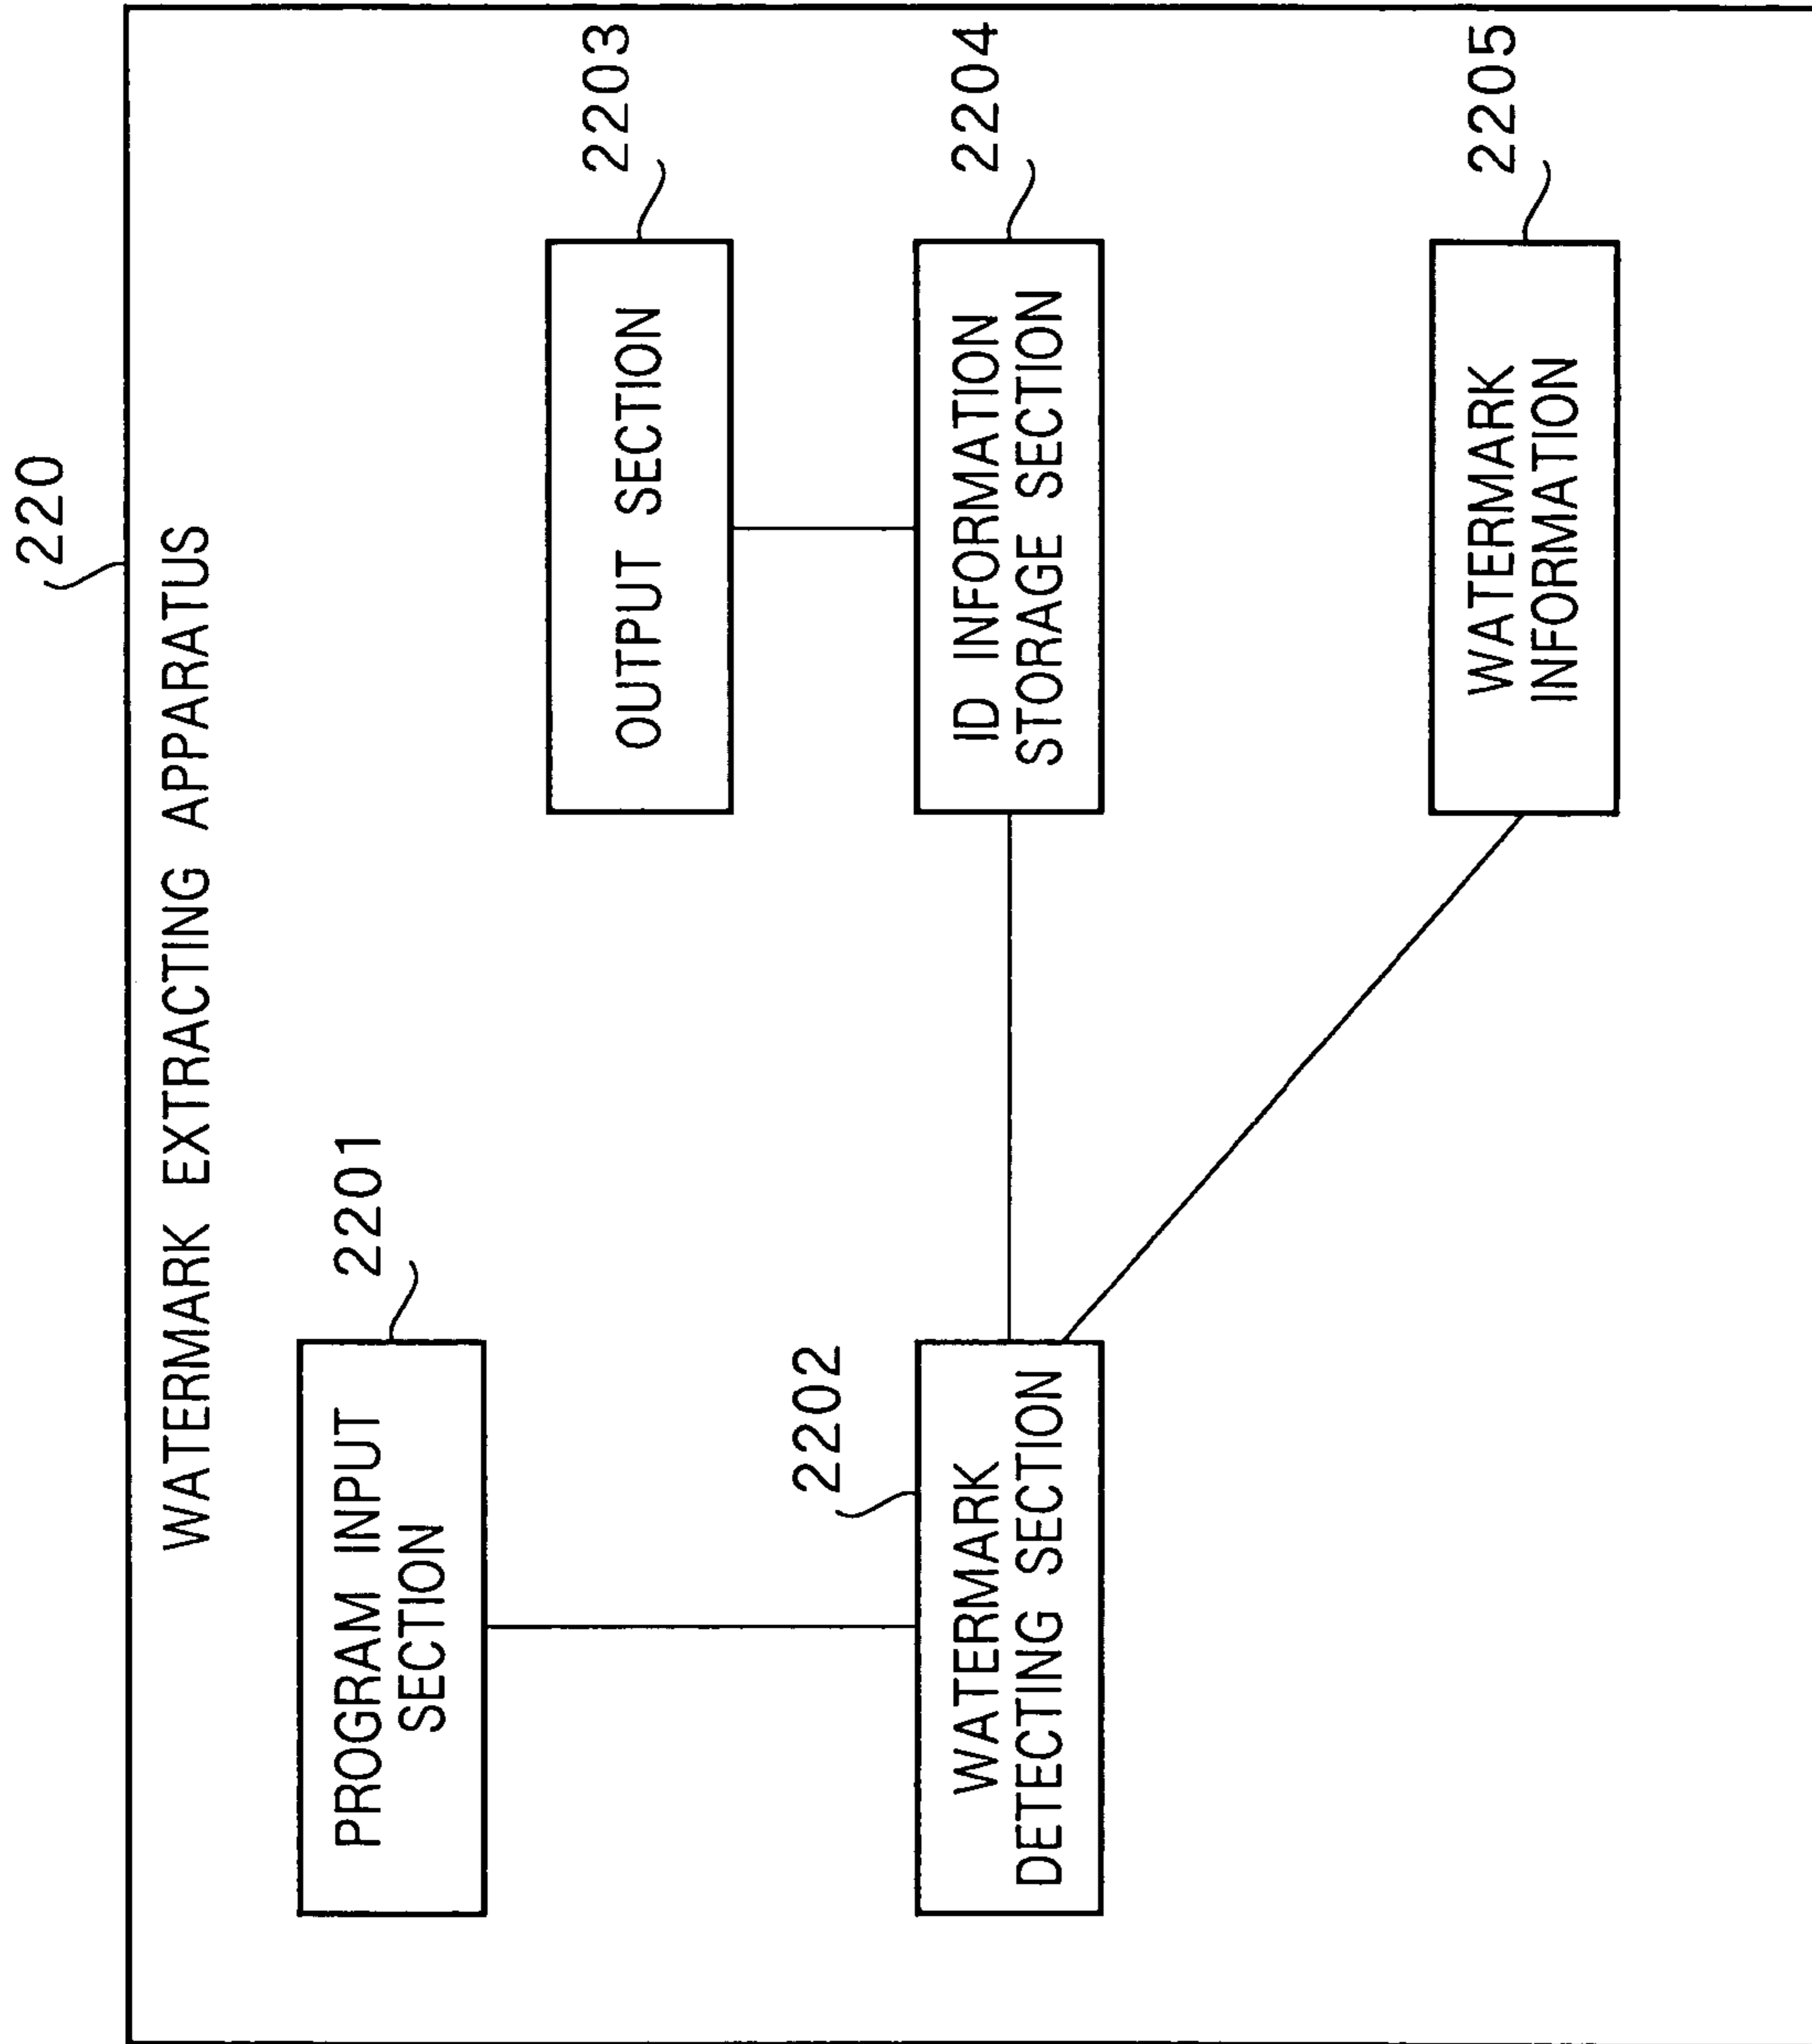 220
WATERMARK EXTRACTING APPARATUS
2201
PROGRAM INPUT
SECTION
2203
OUTPUT SECTION
2202
WATERMARK
DETECTING SECTION
2204
ID INFORMATION
STORAGE SECTION
2205
WATERMARK
INFORMATION